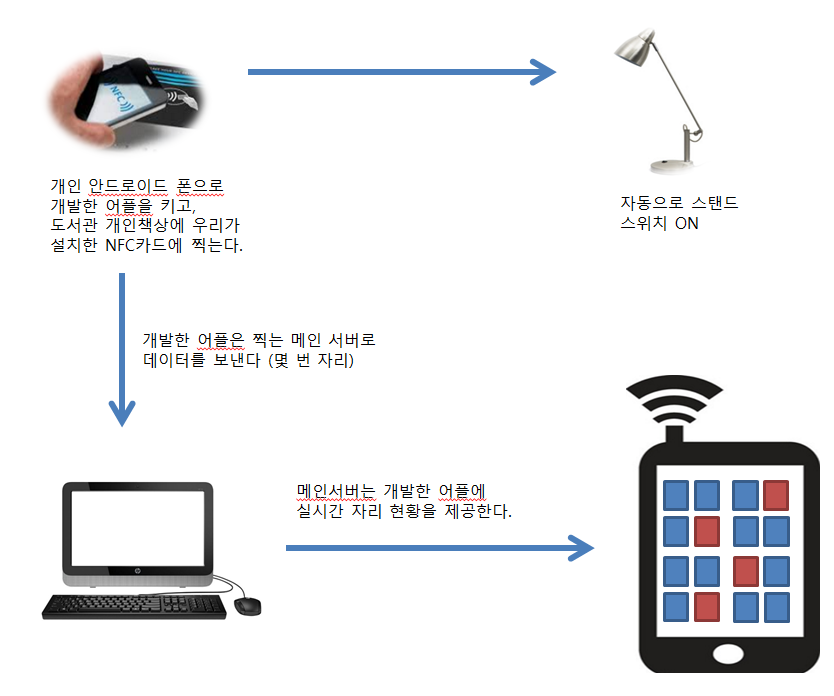 NFC
개인 안드로이드 폰으로
개발한 어플을 키고,
도서관 개인책상에 우리가
설치한 NFC카드에 찍는다.
자동으로 스탠드
스위치 ON
개발한 어플은 찍는 메인 서버로
데이터를 보낸다 (몇 번 자리)
메인서버는 개발한 어플에
실시간 자리 현황을 제공한다.
hp